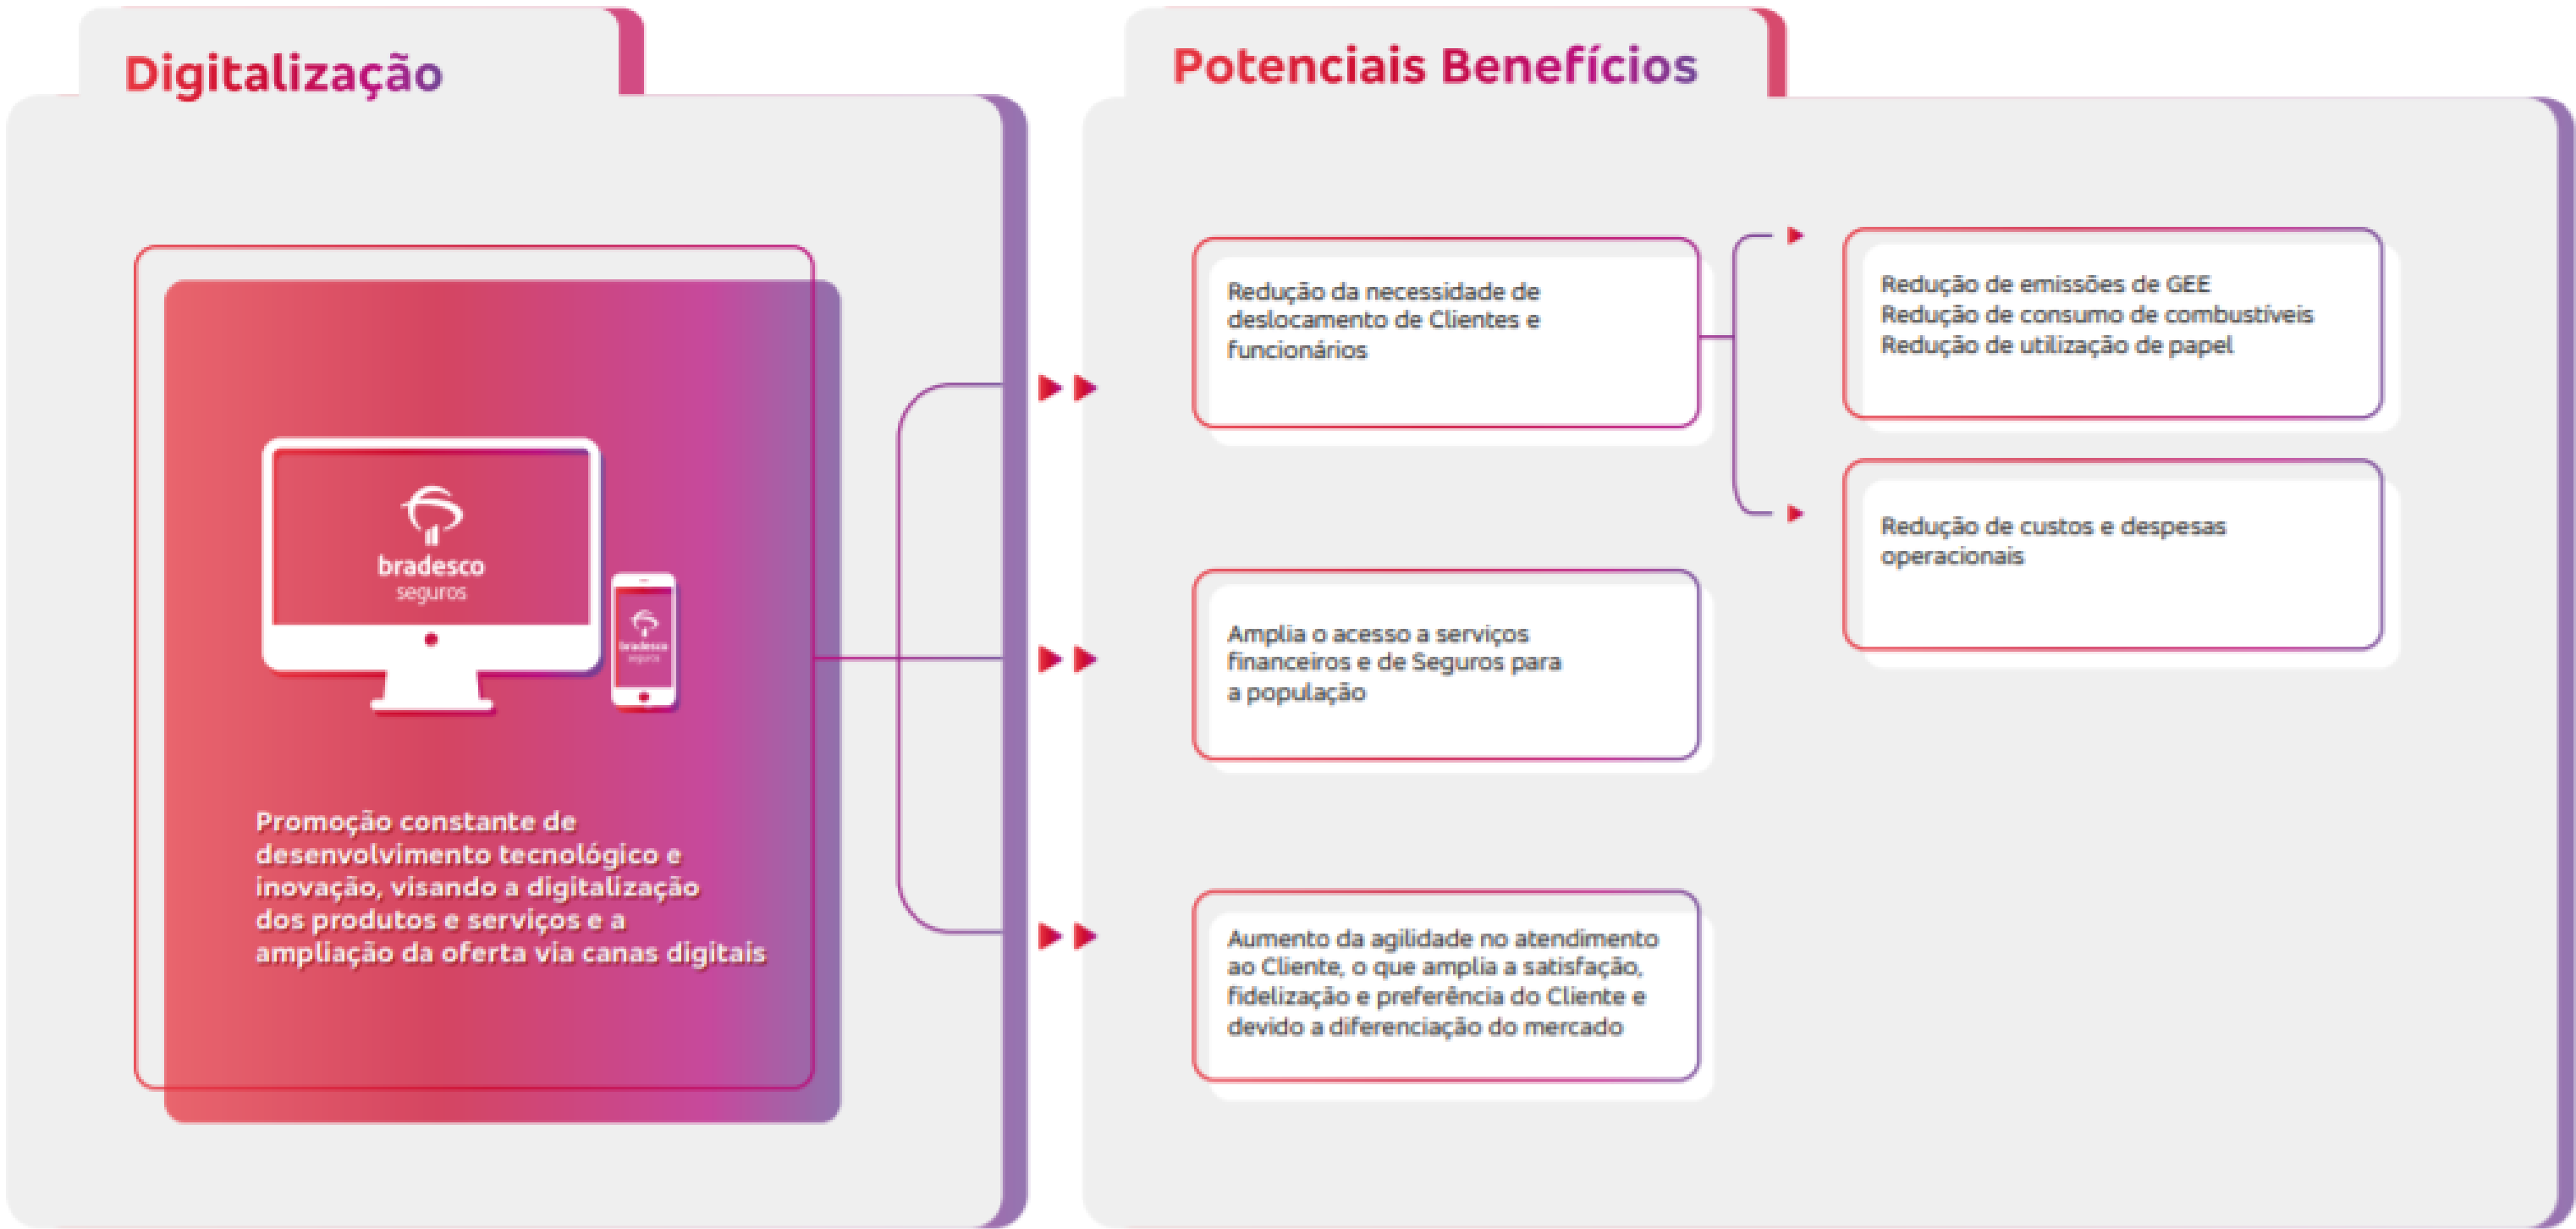 Digitalização
bradesco
seguros
bradesco
seguros
Promoção constante de
desenvolvimento tecnológico e
inovação, visando a digitalização
dos produtos e serviços e a
ampliação da oferta via canas digitais
Potenciais Benefícios
Redução da necessidade de
deslocamento de Clientes e
funcionários
Redução de emissões de GEE
Redução de consumo de combustíveis
Redução de utilização de papel
Redução de custos e despesas
operacionais
Amplia o acesso a serviços
financeiros e de Seguros para
a população
Aumento da agilidade no atendimento
ao Cliente, o que amplia a satisfação,
fidelização e preferência do Cliente e
devido a diferenciação do mercado